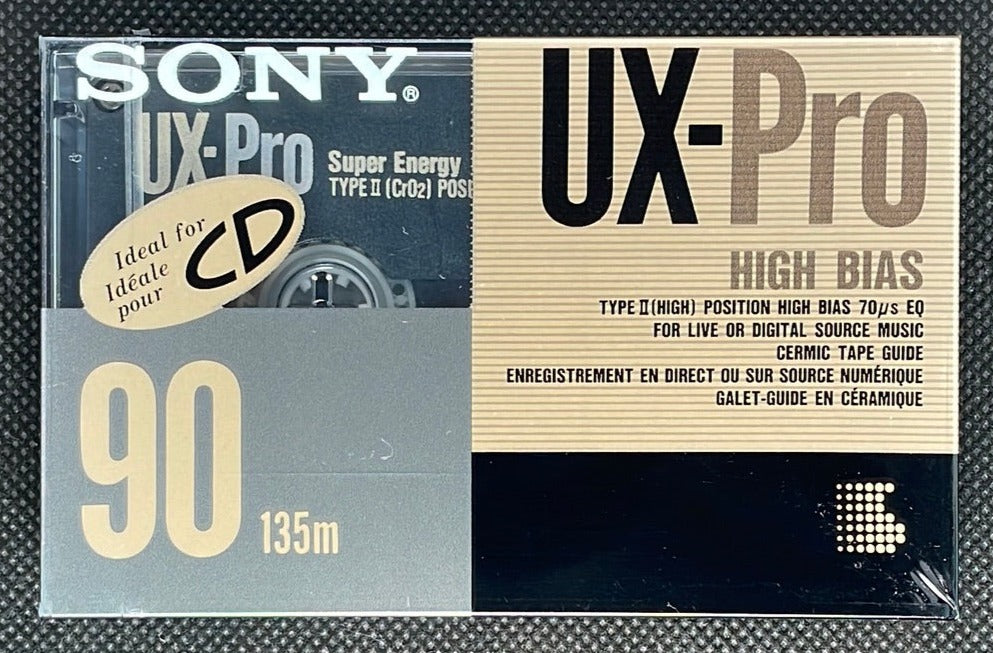 SONY®
UX-Pro
Super Energy
TYPE II (CrO2) POSI
Ideal for
Idéale
pour
CD
90
135m
UX-Pro
HIGH BIAS
TYPE II (HIGH) POSITION HIGH BIAS 70μs EQ
FOR LIVE OR DIGITAL SOURCE MUSIC
CERMIC TAPE GUIDE
ENREGISTREMENT EN DIRECT OU SUR SOURCE NUMÉRIQUE
GALET-GUIDE EN CÉRAMIQUE